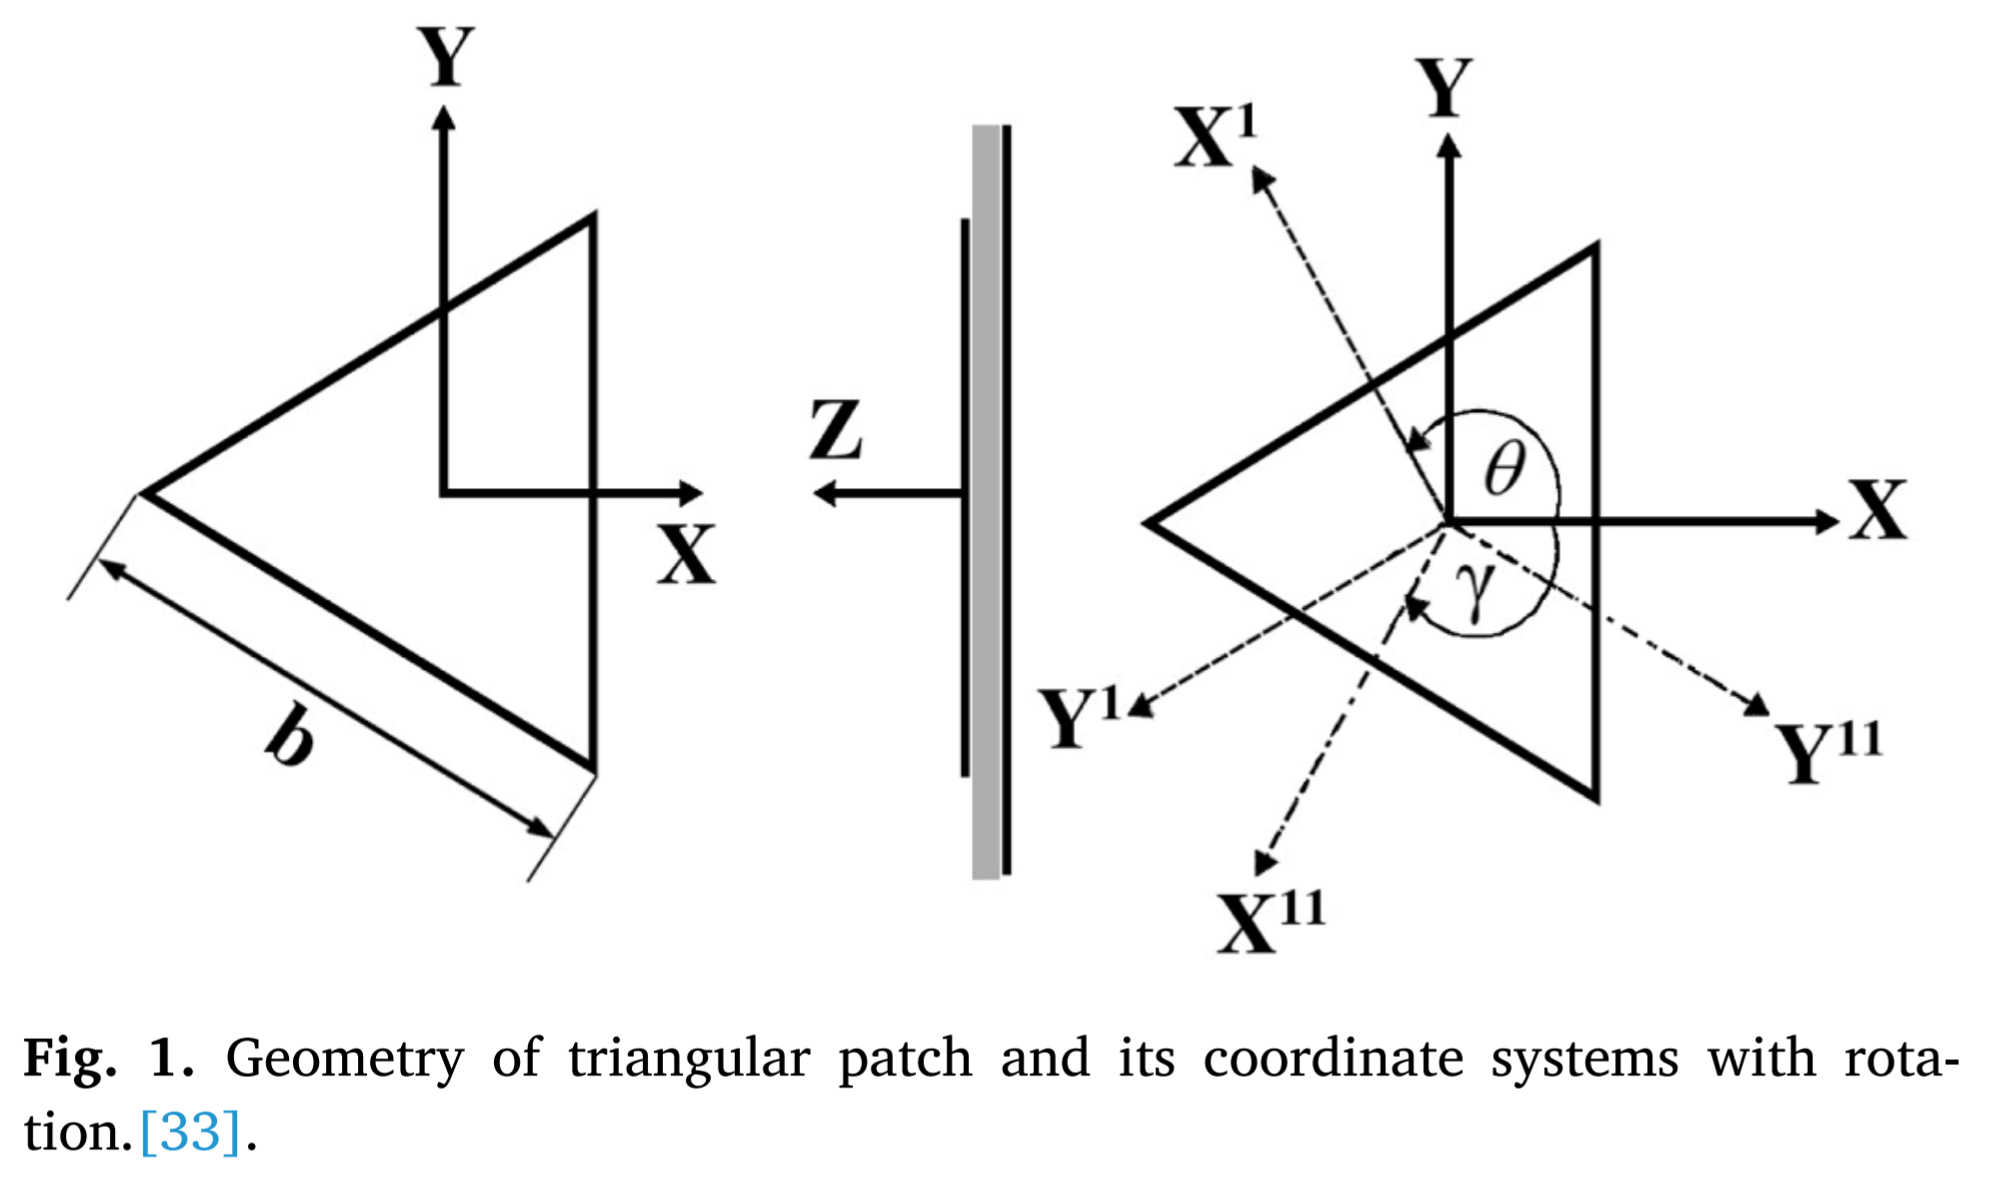 Y
X
b
Z
Y
X¹
θ
X
γ
Y¹
Y¹¹
X¹¹
Fig. 1. Geometry of triangular patch and its coordinate systems with rota-
tion.[33].